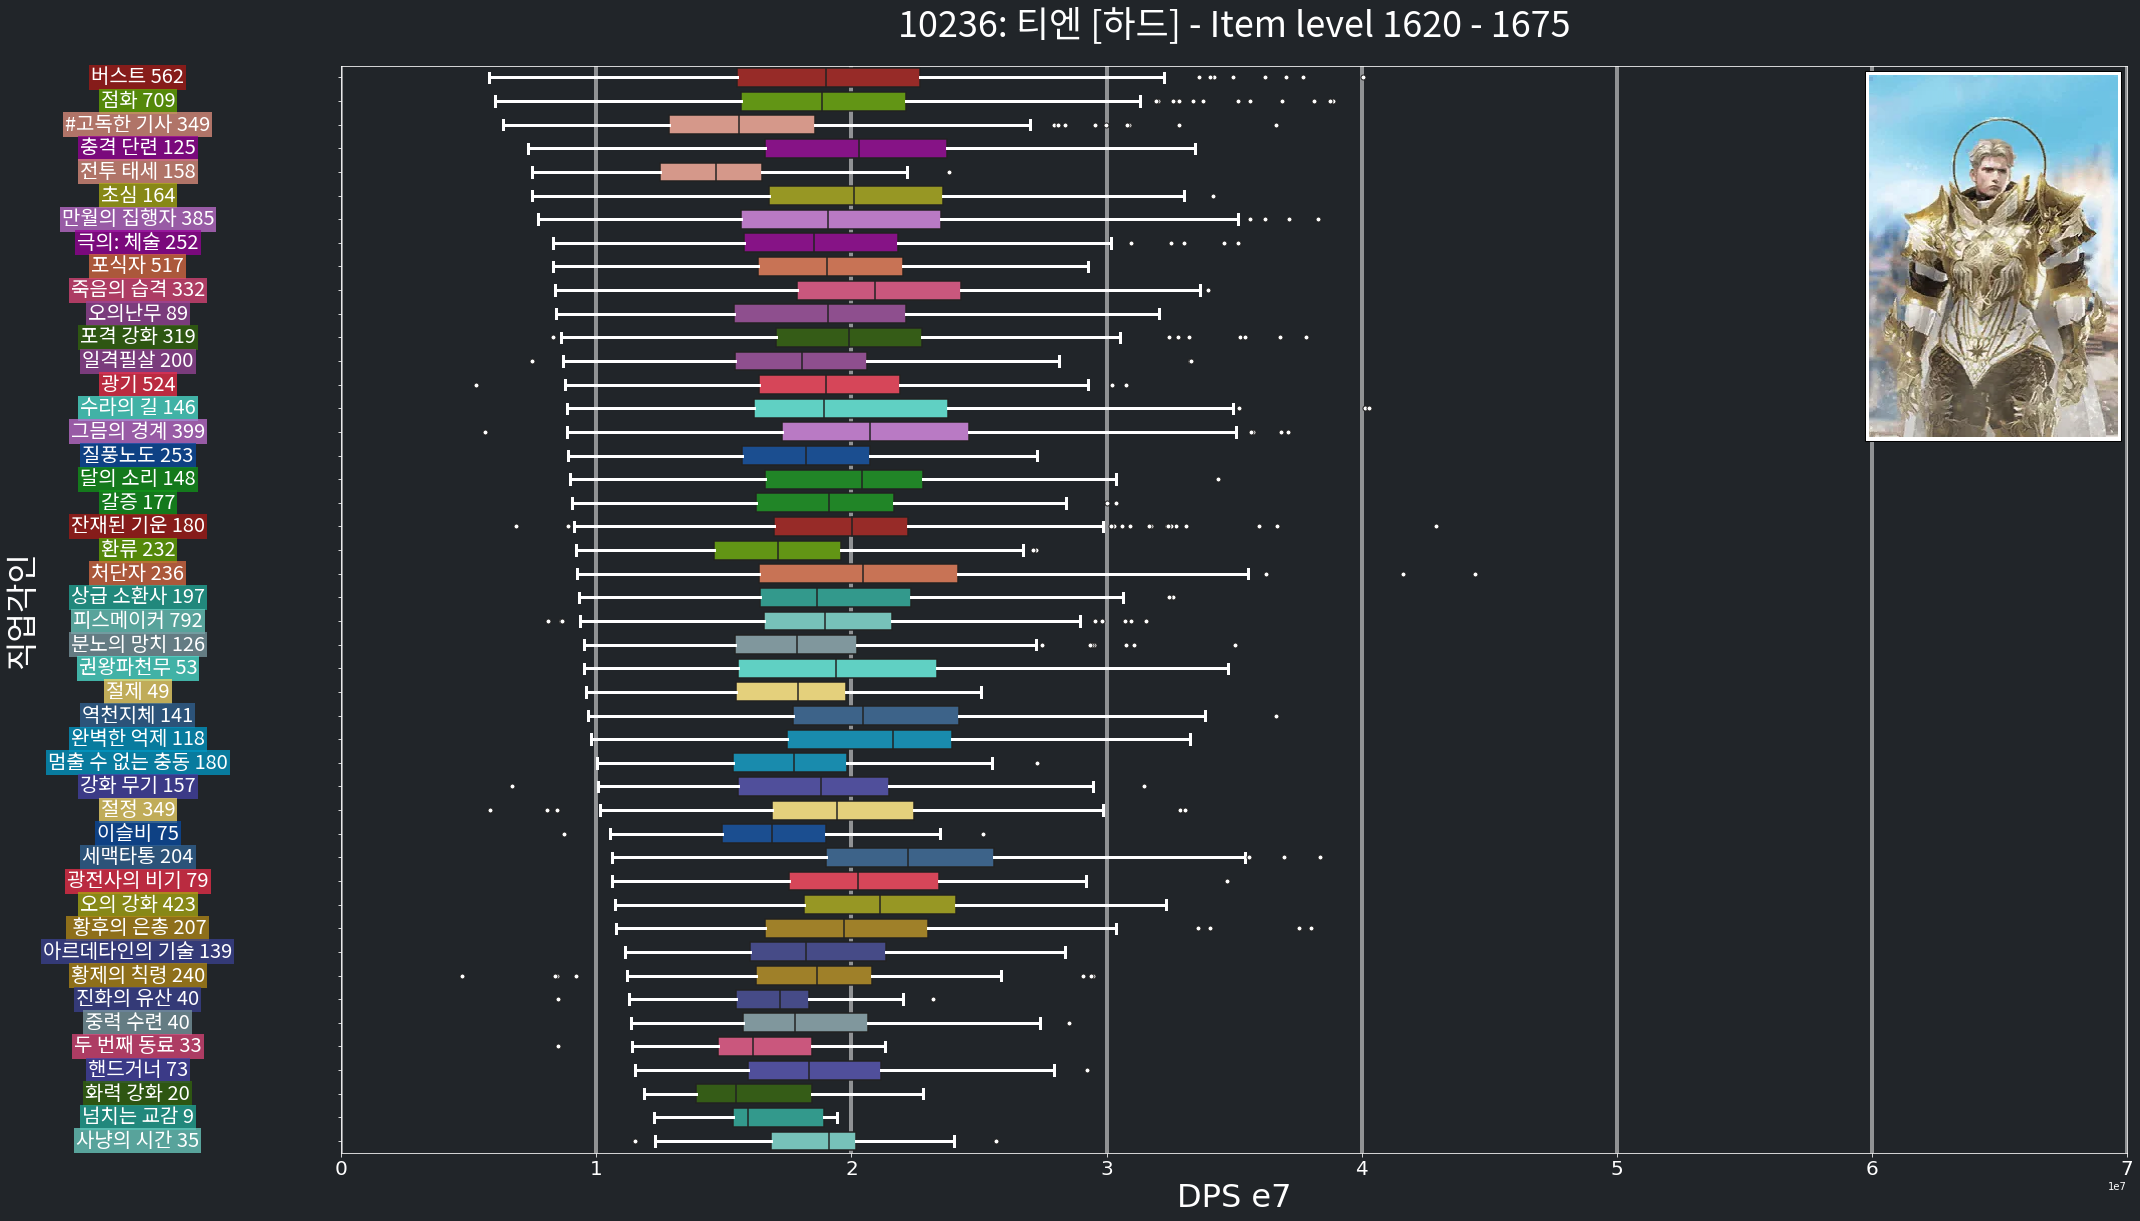 10236: 티엔 [하드] - Item level 1620 - 1675
버스트 562
점화 709
#고독한 기사 349
충격 단련 125
전투 태세 158
초심 164
만월의 집행자 385
극의: 체술 252
포식자 517
죽음의 습격 332
오의난무 89
포격 강화 319
일격필살 200
광기 524
수라의 길 146
그믐의 경계 399
질풍노도 253
달의 소리 148
갈증 177
잔재된 기운 180
환류 232
처단자 236
상급 소환사 197
피스메이커 792
분노의 망치 126
권왕파천무 53
절제 49
역천지체 141
완벽한 억제 118
멈출 수 없는 충동 180
강화 무기 157
절정 349
이슬비 75
세맥타통 204
광전사의 비기 79
오의 강화 423
황후의 은총 207
아르데타인의 기술 139
황제의 칙령 240
진화의 유산 40
중력 수련 40
두 번째 동료 33
핸드거너 73
화력 강화 20
넘치는 교감 9
사냥의 시간 35
직업각인
0 1 2 3 4 5 6 7
DPS e7
1e7